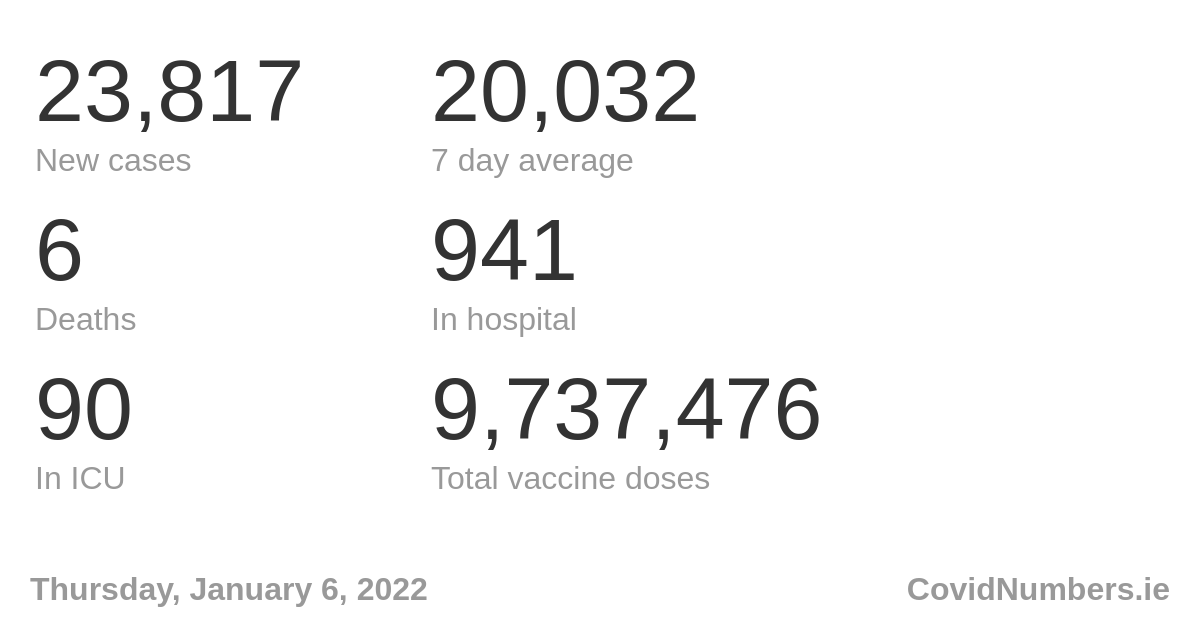 23,817
New cases
20,032
7 day average
6
Deaths
941
In hospital
90
In ICU
9,737,476
Total vaccine doses
Thursday, January 6, 2022
CovidNumbers.ie